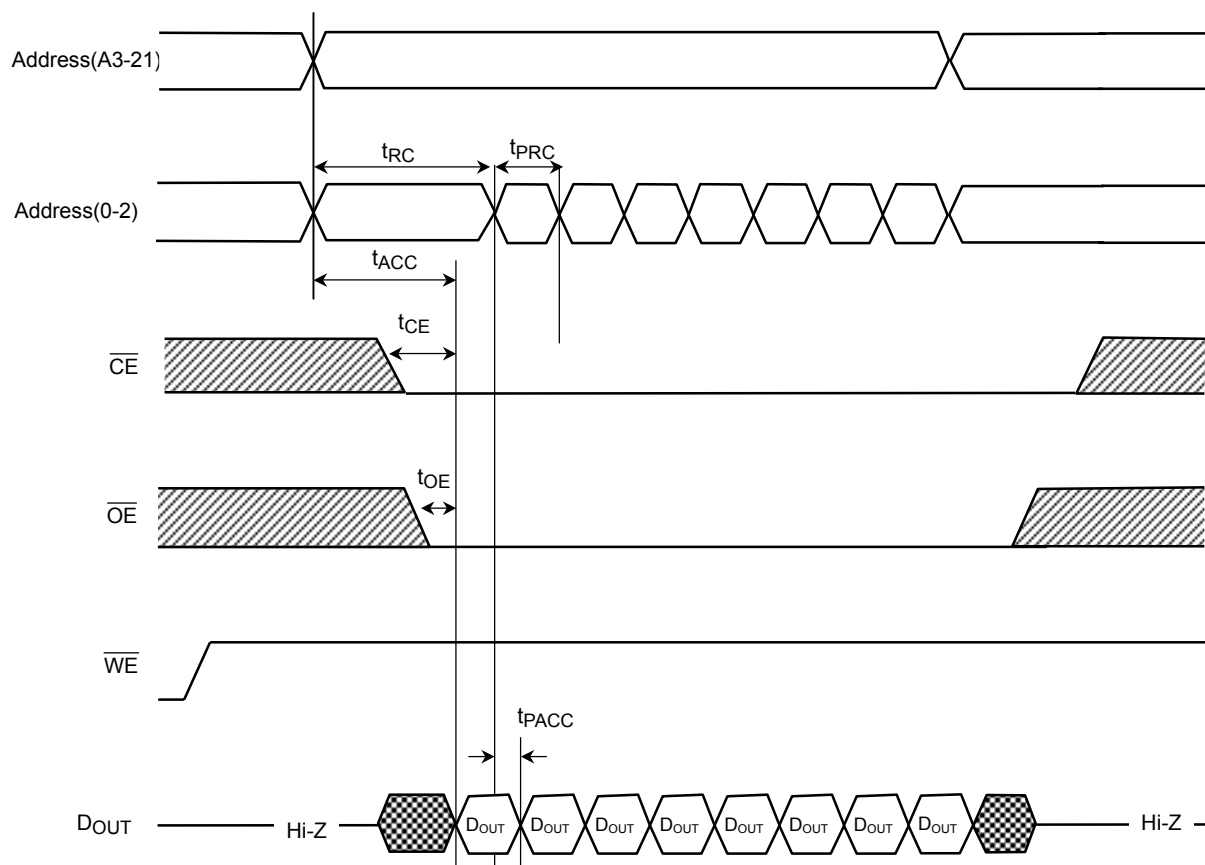 Address(A3-21)
tRC
tPRC
Address(0-2)
tACC
tCE
CE
tOE
OE
WE
tPACC
DOUT
Hi-Z
DOUT
DOUT
DOUT
DOUT
DOUT
DOUT
DOUT
DOUT
Hi-Z